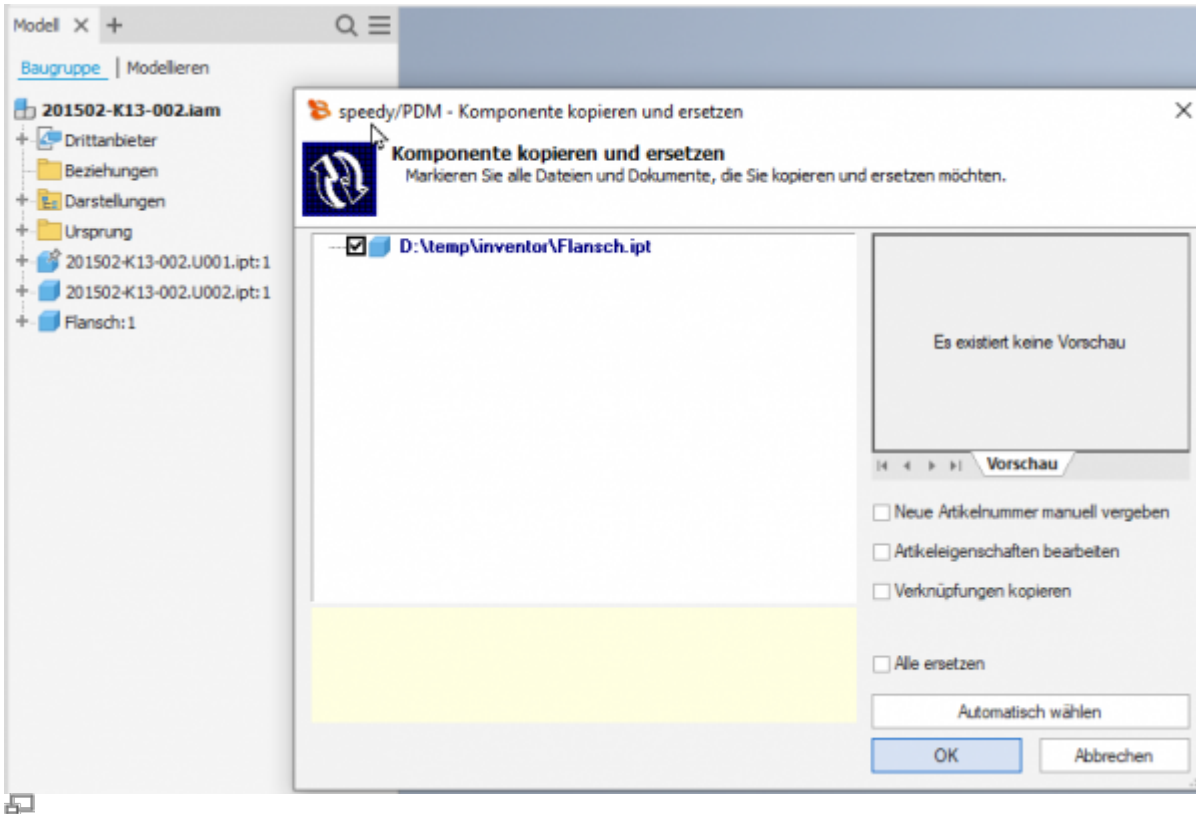 Modell × +
Baugruppe | Modellieren
201502-K13-002.iam
Drittanbieter
Beziehungen
Darstellungen
Ursprung
201502-K13-002.U001.ipt:1
201502-K13-002.U002.ipt:1
Flansch:1
speedy/PDM - Komponente kopieren und ersetzen
Komponente kopieren und ersetzen
Markieren Sie alle Dateien und Dokumente, die Sie kopieren und ersetzen möchten.
D:\temp\inventor\Flansch.ipt
Es existiert keine Vorschau
Vorschau
Neue Artikelnummer manuell vergeben
Artikeleigenschaften bearbeiten
Verknüpfungen kopieren
Alle ersetzen
Automatisch wählen
OK
Abbrechen